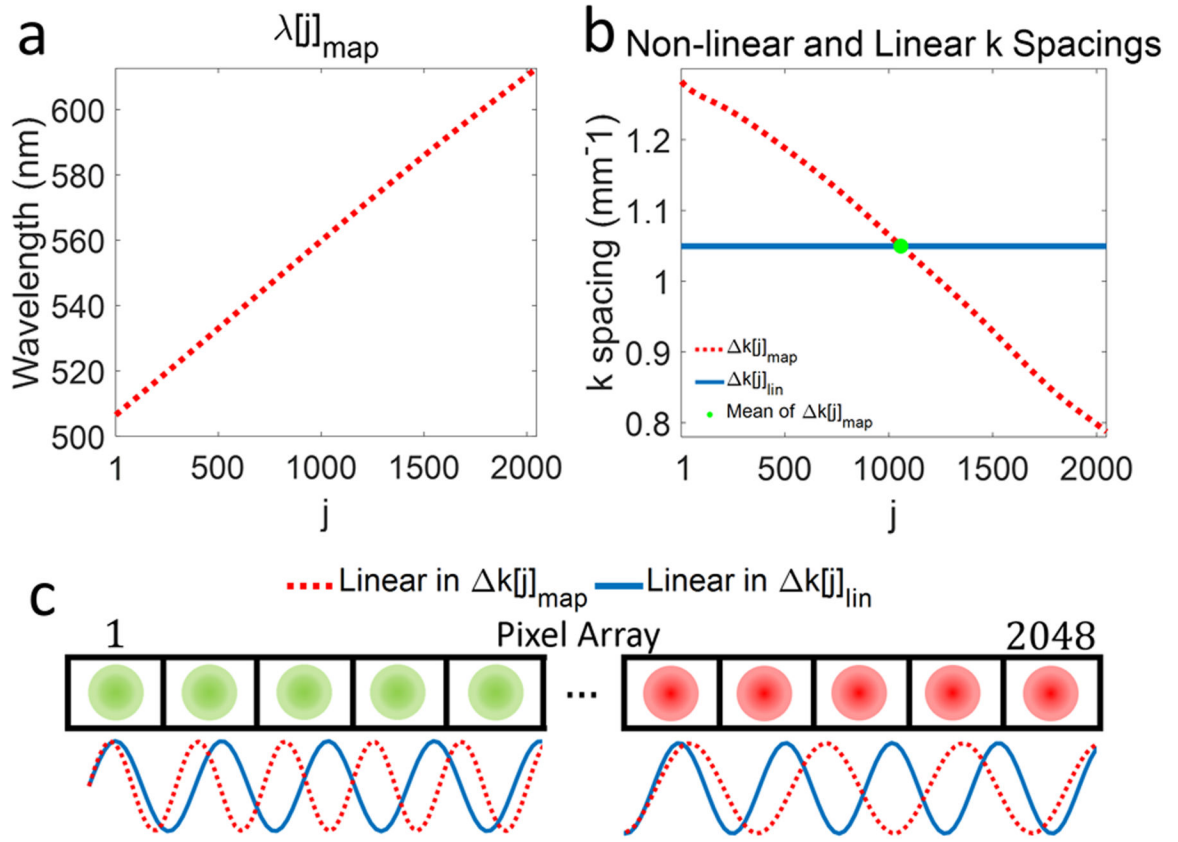 a
λ[j]map
Wavelength (nm)
600
580
560
540
520
500
1
500
1000
1500
2000
j
b
Non-linear and Linear k Spacings
k spacing (mm-1)
1.2
1.1
1
0.9
0.8
Δk[j]map
Δk[j]lin
Mean of Δk[j]map
1
500
1000
1500
2000
j
c
Linear in Δk[j]map Linear in Δk[j]lin
1 Pixel Array 2048
...